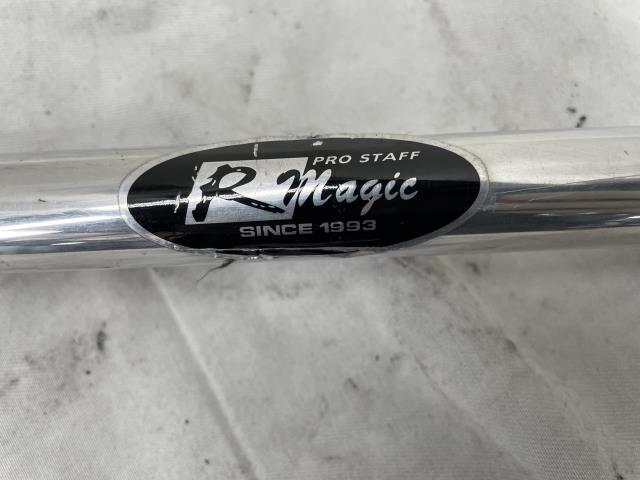 PRO STAFF
R Magic
SINCE 1993